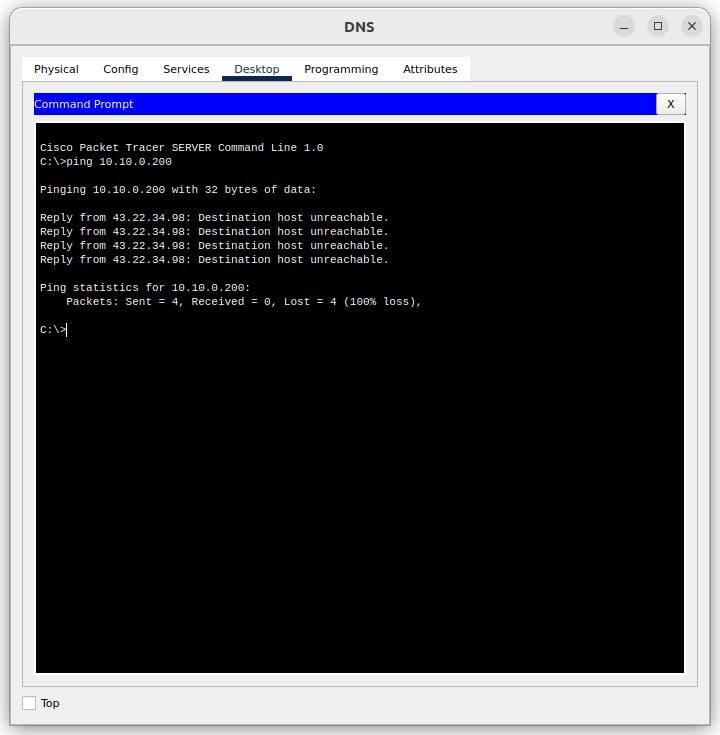 DNS
Physical Config Services Desktop Programming Attributes
Command Prompt X
Cisco Packet Tracer SERVER Command Line 1.0
C:\>ping 10.10.0.200
Pinging 10.10.0.200 with 32 bytes of data:
Reply from 43.22.34.98: Destination host unreachable.
Reply from 43.22.34.98: Destination host unreachable.
Reply from 43.22.34.98: Destination host unreachable.
Reply from 43.22.34.98: Destination host unreachable.
Ping statistics for 10.10.0.200:
    Packets: Sent = 4, Received = 0, Lost = 4 (100% loss),
C:\>
Top